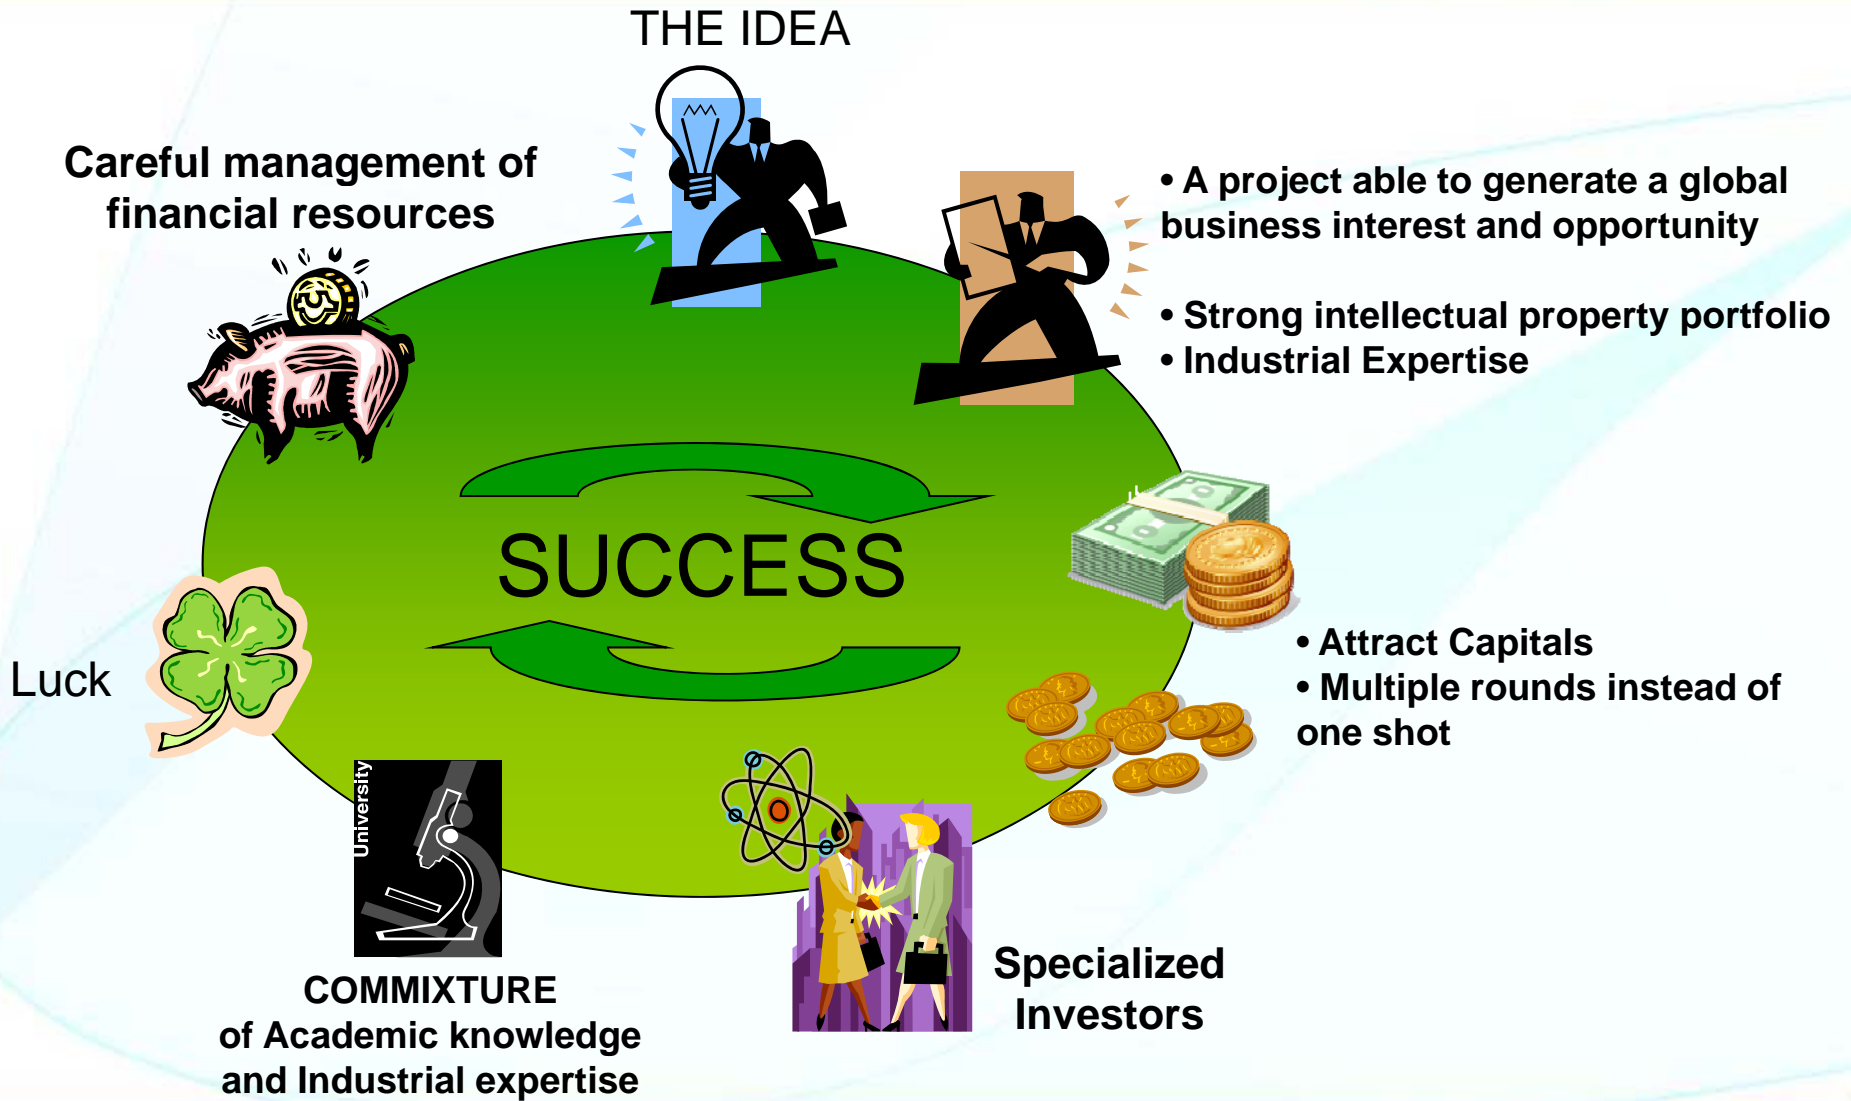 THE IDEA
Careful management of
financial resources
• A project able to generate a global
business interest and opportunity
• Strong intellectual property portfolio
• Industrial Expertise
SUCCESS
• Attract Capitals
• Multiple rounds instead of
one shot
Luck
University
Specialized
Investors
COMMIXTURE
of Academic knowledge
and Industrial expertise